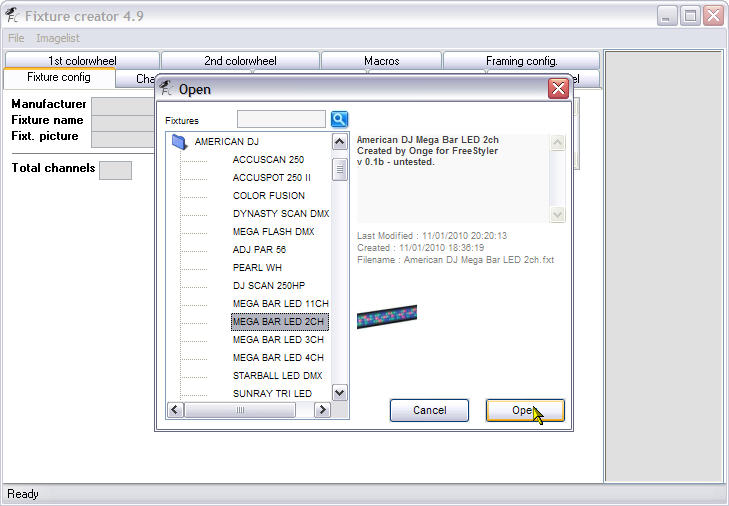 Fixture creator 4.9
File Imagelist
1st colorwheel 2nd colorwheel Macros Framing config.
Fixture config
Manufacturer
Fixture name
Fixt. picture
Total channels
Open
Fixtures
AMERICAN DJ
ACCUSCAN 250
ACCUSPOT 250 II
COLOR FUSION
DYNASTY SCAN DMX
MEGA FLASH DMX
ADJ PAR 56
PEARL WH
DJ SCAN 250HP
MEGA BAR LED 11CH
MEGA BAR LED 2CH
MEGA BAR LED 3CH
MEGA BAR LED 4CH
STARBALL LED DMX
SUNRAY TRI LED
American DJ Mega Bar LED 2ch
Created by Onge for FreeStyler
v 0.1b - untested.
Last Modified : 11/01/2010 20:20:13
Created : 11/01/2010 18:36:19
Filename : American DJ Mega Bar LED 2ch.fxt
Cancel Open
Ready